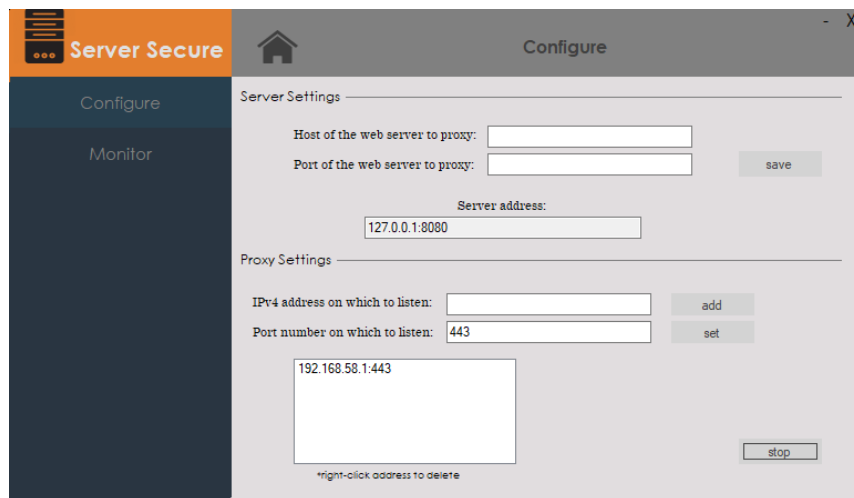 Server Secure
Configure
- X
Configure
Monitor
Server Settings
Host of the web server to proxy:
Port of the web server to proxy:
save
Server address:
127.0.0.1:8080
Proxy Settings
IPv4 address on which to listen:
add
Port number on which to listen: 443
set
192.168.58.1:443
*right-click address to delete
stop